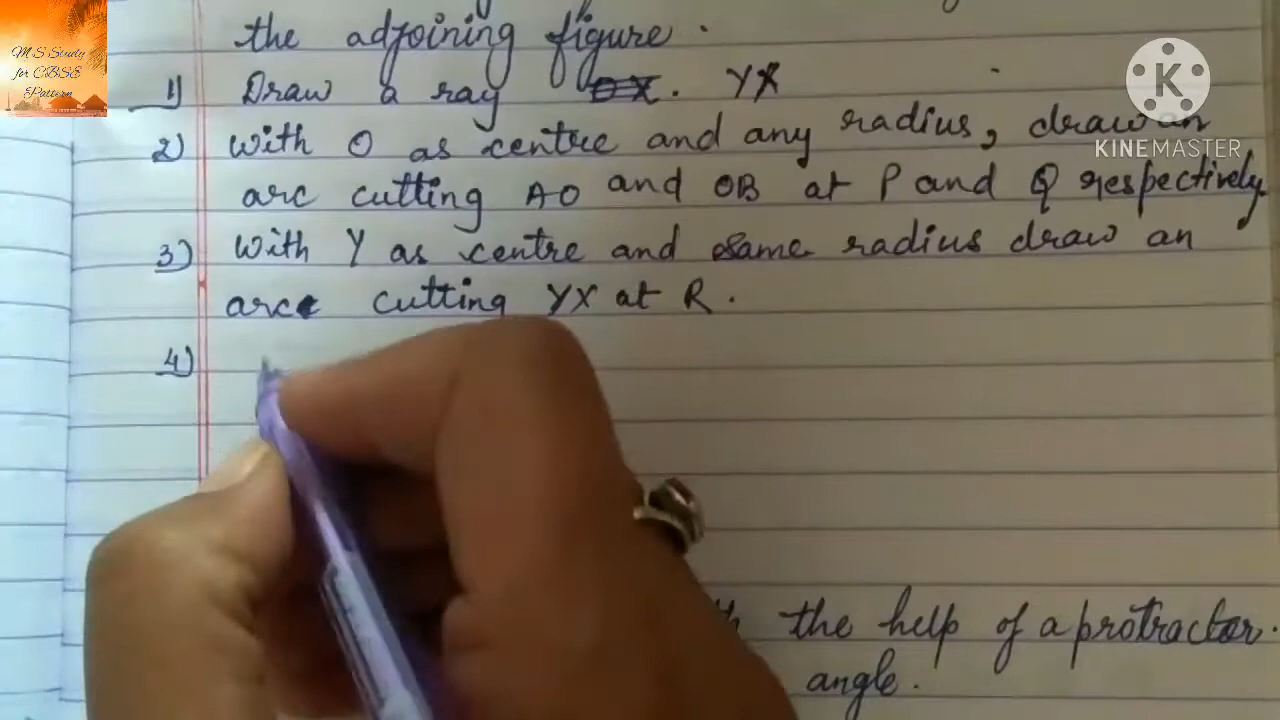 M.S Study
for CBSE
Pattern
the adjoining figure.
1) Draw a ray YX
2) With O as centre and any radius, draw an
arc cutting AO and OB at P and Q respectively
3) With Y as centre and same radius draw an
arc cutting YX at R.
4)
the help of a protractor.
angle.
K
KINEMASTER